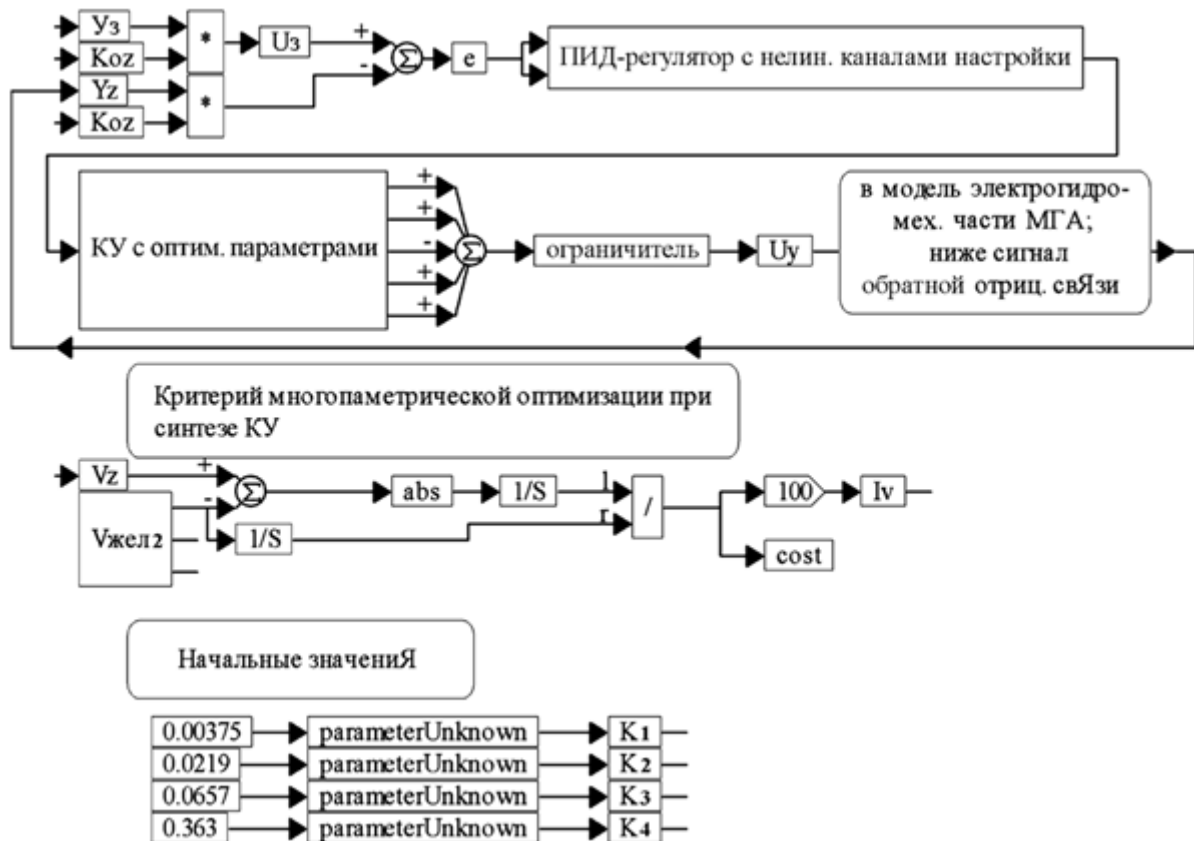 Уз
*
Uз
+
Σ
e
ПИД-регулятор с нелин. каналами настройки
Koz
-
Yz
*
Koz
КУ с оптим. параметрами
+
+
-
+
+
Σ
ограничитель
Uy
в модель электрогидро-
мех. части МГА;
ниже сигнал
обратной отриц. свЯзи
Критерий многопаметрической оптимизации при
синтезе КУ
Vz
+
Σ
-
abs
1/S
l
/
100
Iv
Vжел2
1/S
r
cost
Начальные значениЯ
0.00375 parameterUnknown K1
0.0219 parameterUnknown K2
0.0657 parameterUnknown K3
0.363 parameterUnknown K4